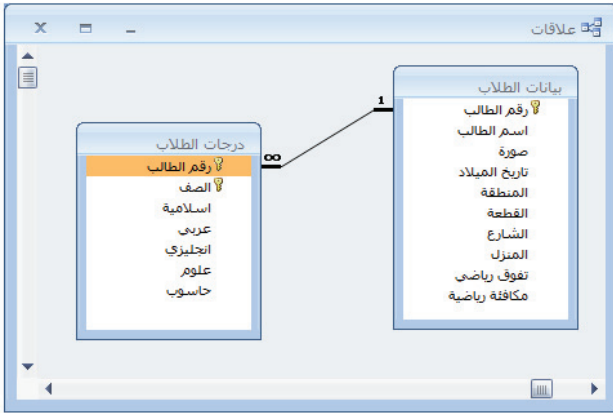 علاقات
بيانات الطلاب
رقم الطالب
اسم الطالب
صورة
تاريخ الميلاد
المنطقة
القطعة
الشارع
المنزل
تفوق رياضي
مكافئة رياضية
1
∞
درجات الطلاب
رقم الطالب
الصف
اسلامية
عربي
انجليزي
علوم
حاسوب